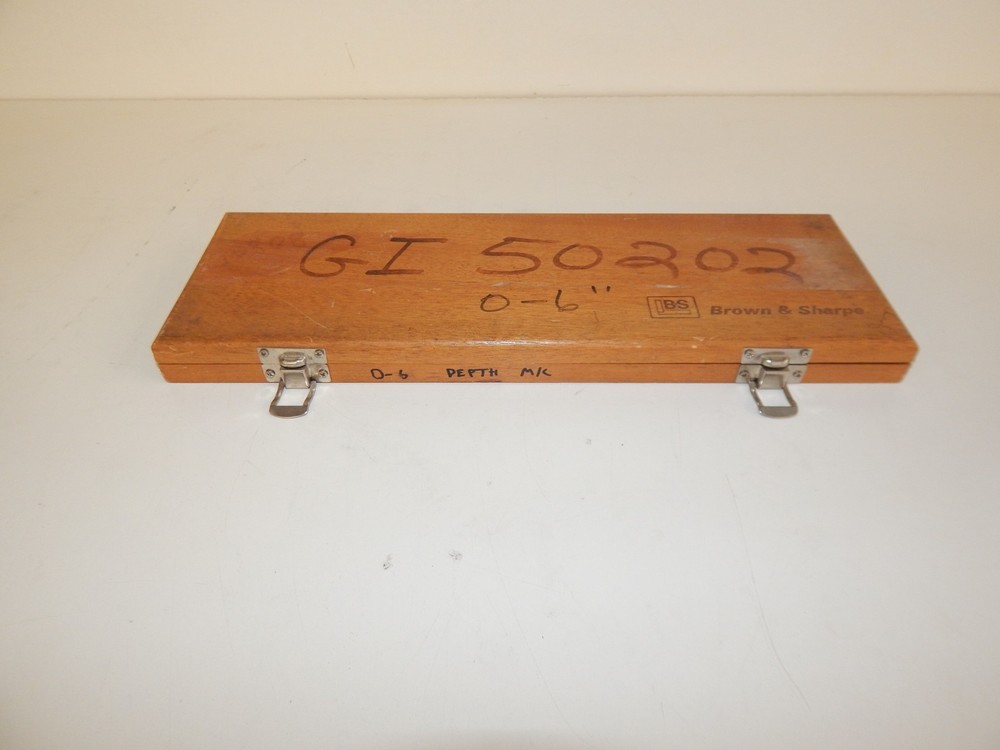 GI 50202
0-6"
BS Brown & Sharpe
0-6 DEPTH M/C